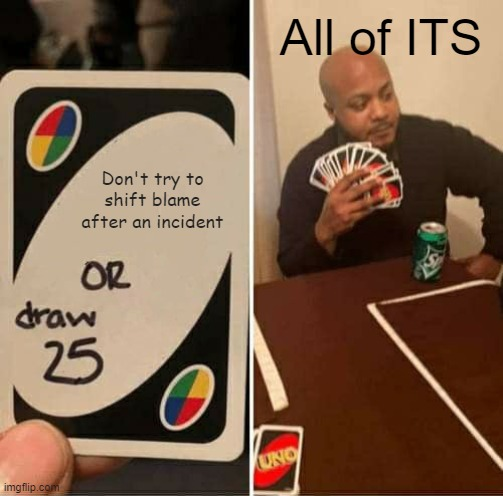 Don't try to
shift blame
after an incident
OR
draw
25
All of ITS
UNO
imgflip.com